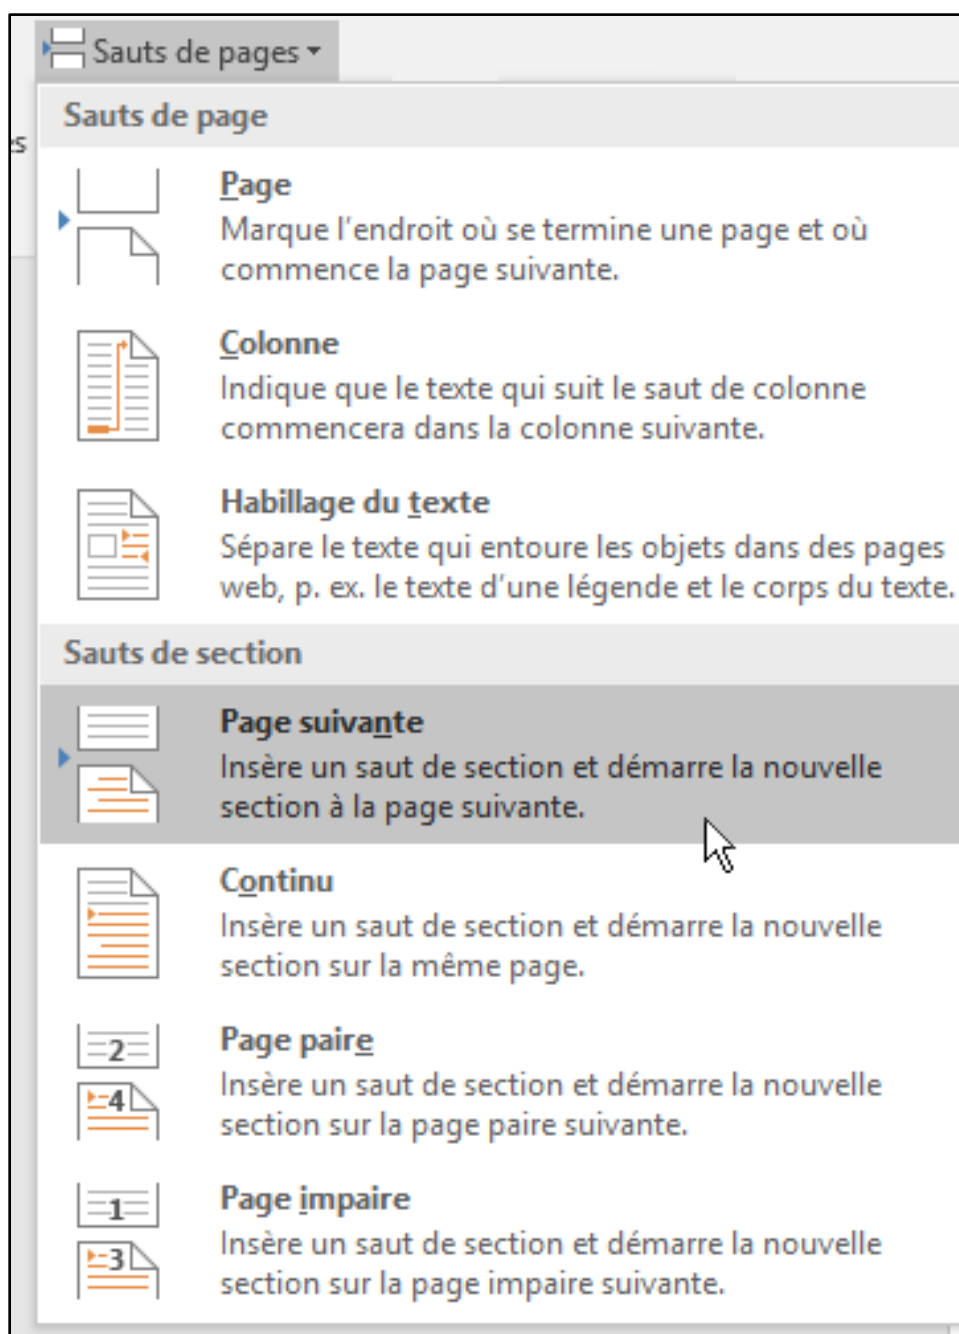 Sauts de pages
Sauts de page
s
Page
Marque l’endroit où se termine une page et où
commence la page suivante.
Colonne
Indique que le texte qui suit le saut de colonne
commencera dans la colonne suivante.
Habillage du texte
Sépare le texte qui entoure les objets dans des pages
web, p. ex. le texte d’une légende et le corps du texte.
Sauts de section
Page suivante
Insère un saut de section et démarre la nouvelle
section à la page suivante.
Continu
Insère un saut de section et démarre la nouvelle
section sur la même page.
2
Page paire
4
Insère un saut de section et démarre la nouvelle
section sur la page paire suivante.
1
Page impaire
3
Insère un saut de section et démarre la nouvelle
section sur la page impaire suivante.